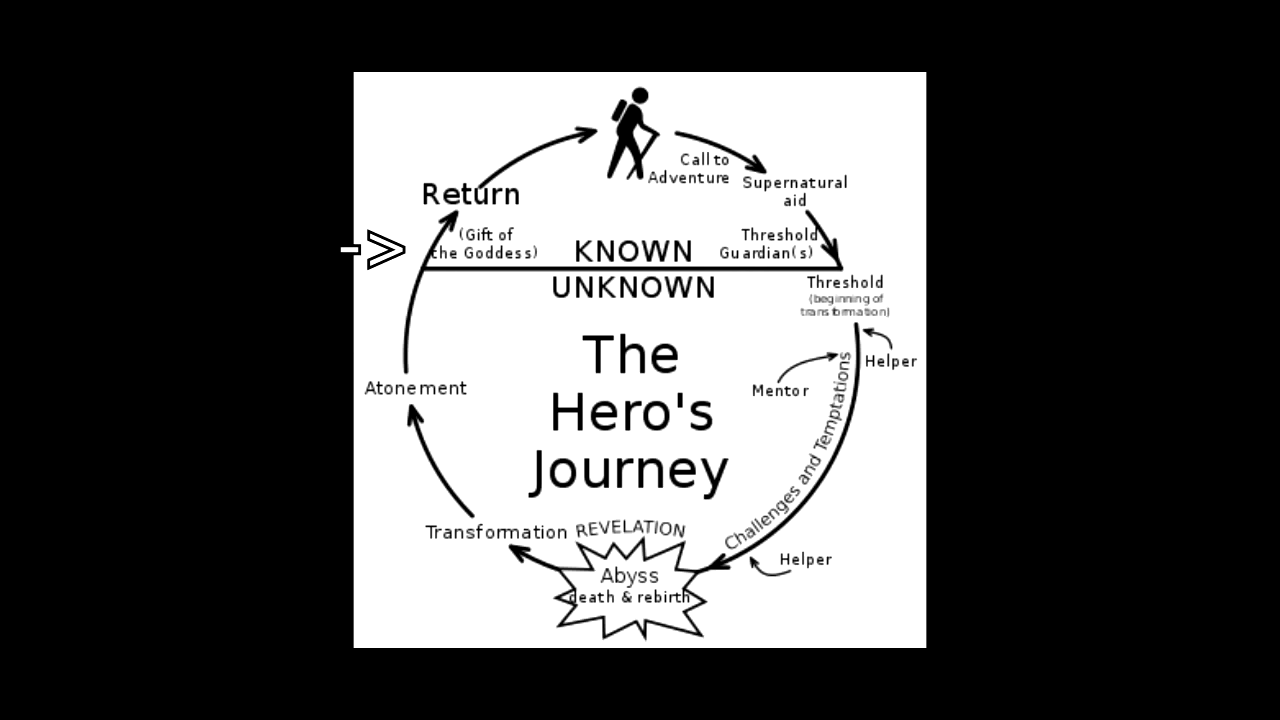 Call to
Adventure
Supernatural
aid
Return
(Gift of
the Goddess)
KNOWN
Threshold
Guardian(s)
->
UNKNOWN
Threshold
(beginning of
transformation)
The
Hero's
Journey
Helper
Mentor
Challenges and Temptations
Atonement
Transformation
REVELATION
Helper
Abyss
death & rebirth